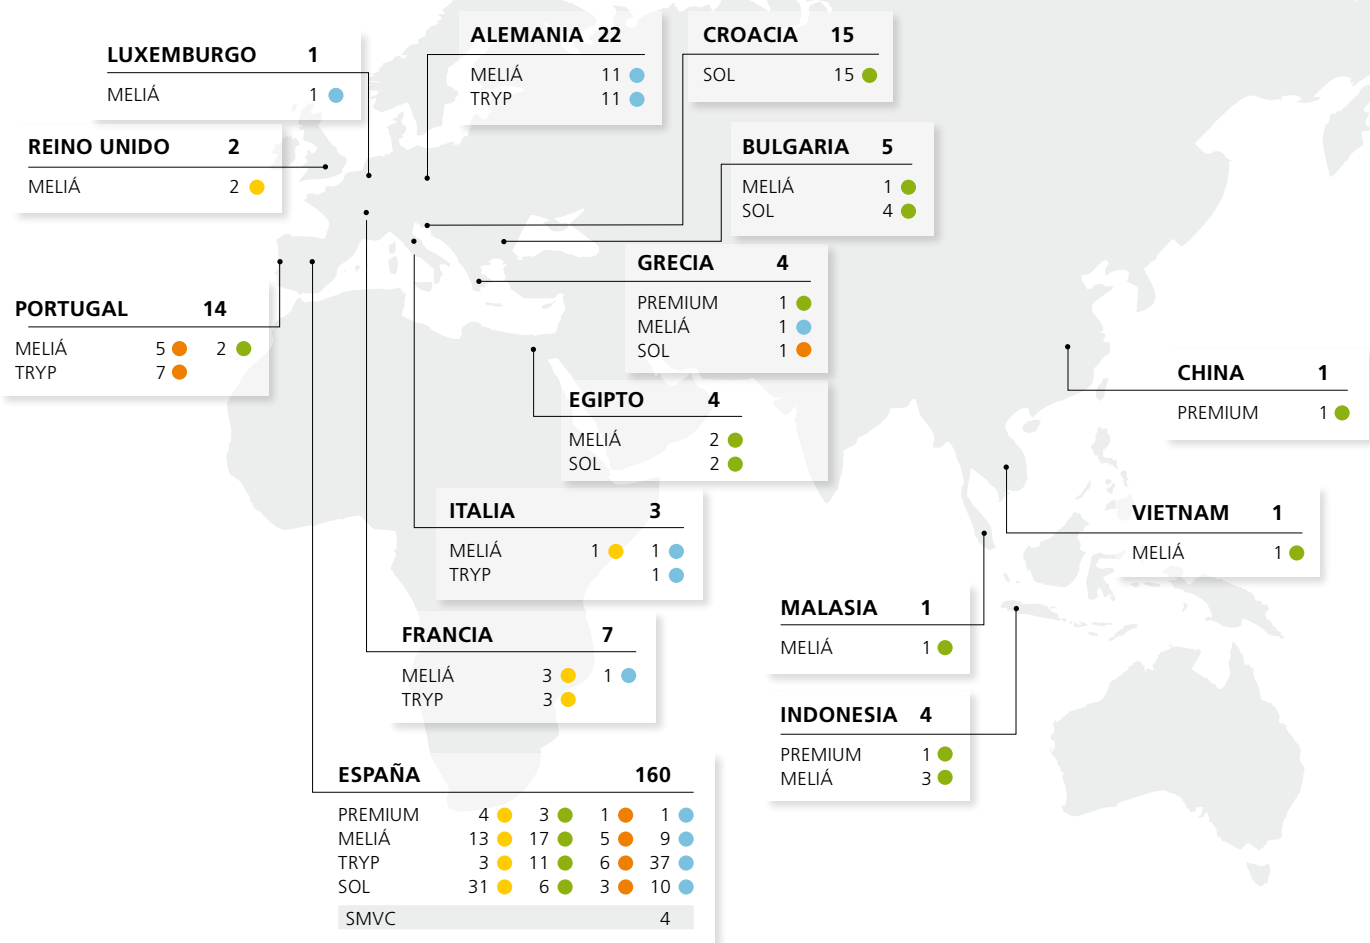 LUXEMBURGO 1
MELIÁ 1
ALEMANIA 22
MELIÁ 11
TRYP 11
CROACIA 15
SOL 15
REINO UNIDO 2
MELIÁ 2
BULGARIA 5
MELIÁ 1
SOL 4
GRECIA 4
PREMIUM 1
MELIÁ 1
SOL 1
PORTUGAL 14
MELIÁ 5 2
TRYP 7
EGIPTO 4
MELIÁ 2
SOL 2
CHINA 1
PREMIUM 1
ITALIA 3
MELIÁ 1 1
TRYP 1
VIETNAM 1
MELIÁ 1
MALASIA 1
MELIÁ 1
FRANCIA 7
MELIÁ 3 1
TRYP 3
INDONESIA 4
PREMIUM 1
MELIÁ 3
ESPAÑA 160
PREMIUM 4 3 1 1
MELIÁ 13 17 5 9
TRYP 3 11 6 37
SOL 31 6 3 10
SMVC 4